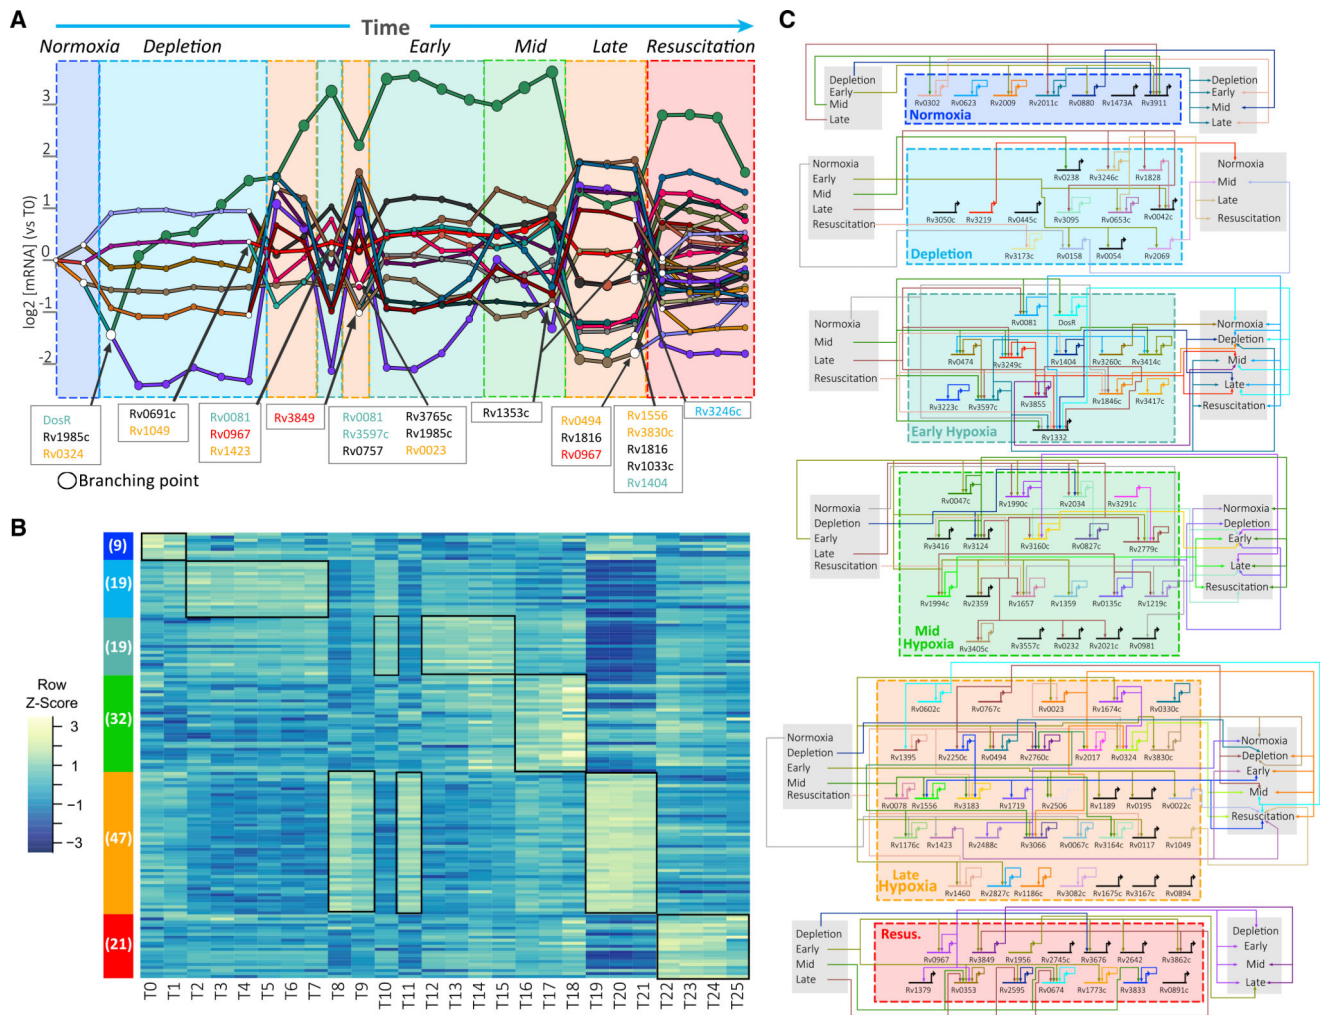 A
Time
Normoxia Depletion Early Mid Late Resuscitation
log2 [mRNA] (vs T0)
3
2
1
0
-1
-2
DosR
Rv1985c
Rv0324
Rv0691c
Rv1049
Rv0081
Rv0967
Rv1423
Rv3849
Rv0081
Rv3597c
Rv0757
Rv3765c
Rv1985c
Rv0023
Rv1353c
Rv0494
Rv1816
Rv0967
Rv1556
Rv3830c
Rv1816
Rv1033c
Rv1404
Rv3246c
Branching point
B
(9)
(19)
(19)
(32)
(47)
(21)
Row
Z-Score
3
1
-1
-3
T0 T1 T2 T3 T4 T5 T6 T7 T8 T9 T10 T11 T12 T13 T14 T15 T16 T17 T18 T19 T20 T21 T22 T23 T24 T25
C
Depletion
Early
Mid
Late
Rv0302 Rv0623 Rv2009 Rv2011c Rv0880 Rv1473A Rv3911
Normoxia
Depletion
Early
Mid
Late
Normoxia
Early
Mid
Late
Resuscitation
Rv0238 Rv3246c Rv1828
Rv3050c Rv3219 Rv0445c Rv3095 Rv0653c Rv0042c
Rv3173c Rv0158 Rv0054 Rv2069
Depletion
Normoxia
Mid
Late
Resuscitation
Normoxia
Mid
Late
Resuscitation
Rv0081 DosR
Rv0474 Rv3249c Rv1404 Rv3260c Rv3414c
Rv3223c Rv3597c Rv3855 Rv1846c Rv3417c
Rv1332
Early Hypoxia
Normoxia
Depletion
Mid
Late
Resuscitation
Normoxia
Depletion
Early
Late
Resuscitation
Rv0047c Rv1990c Rv2034 Rv3291c
Rv3416 Rv3124 Rv3160c Rv0827c Rv2779c
Rv1994c Rv2359 Rv1657 Rv1359 Rv0135c Rv1219c
Rv3405c Rv3557c Rv0232 Rv2021c Rv0981
Mid
Hypoxia
Normoxia
Depletion
Early
Late
Resuscitation
Normoxia
Depletion
Early
Mid
Resuscitation
Rv0602c Rv0767c Rv0023 Rv1674c Rv0330c
Rv1395 Rv2250c Rv0494 Rv2760c Rv2017 Rv0324 Rv3830c
Rv0078 Rv1556 Rv3183 Rv1719 Rv2506 Rv1189 Rv0195 Rv0022c
Rv1176c Rv1423 Rv2488c Rv3066 Rv0067c Rv3164c Rv0117 Rv1049
Rv1460 Rv2827c Rv1186c Rv3082c Rv1675c Rv3167c Rv0894
Late
Hypoxia
Normoxia
Depletion
Early
Mid
Resuscitation
Depletion
Early
Mid
Late
Resus.
Rv0967 Rv3849 Rv1956 Rv2745c Rv3676 Rv2642 Rv3862c
Rv1379 Rv0353 Rv2595 Rv0674 Rv1773c Rv3833 Rv0891c
Depletion
Early
Mid
Late